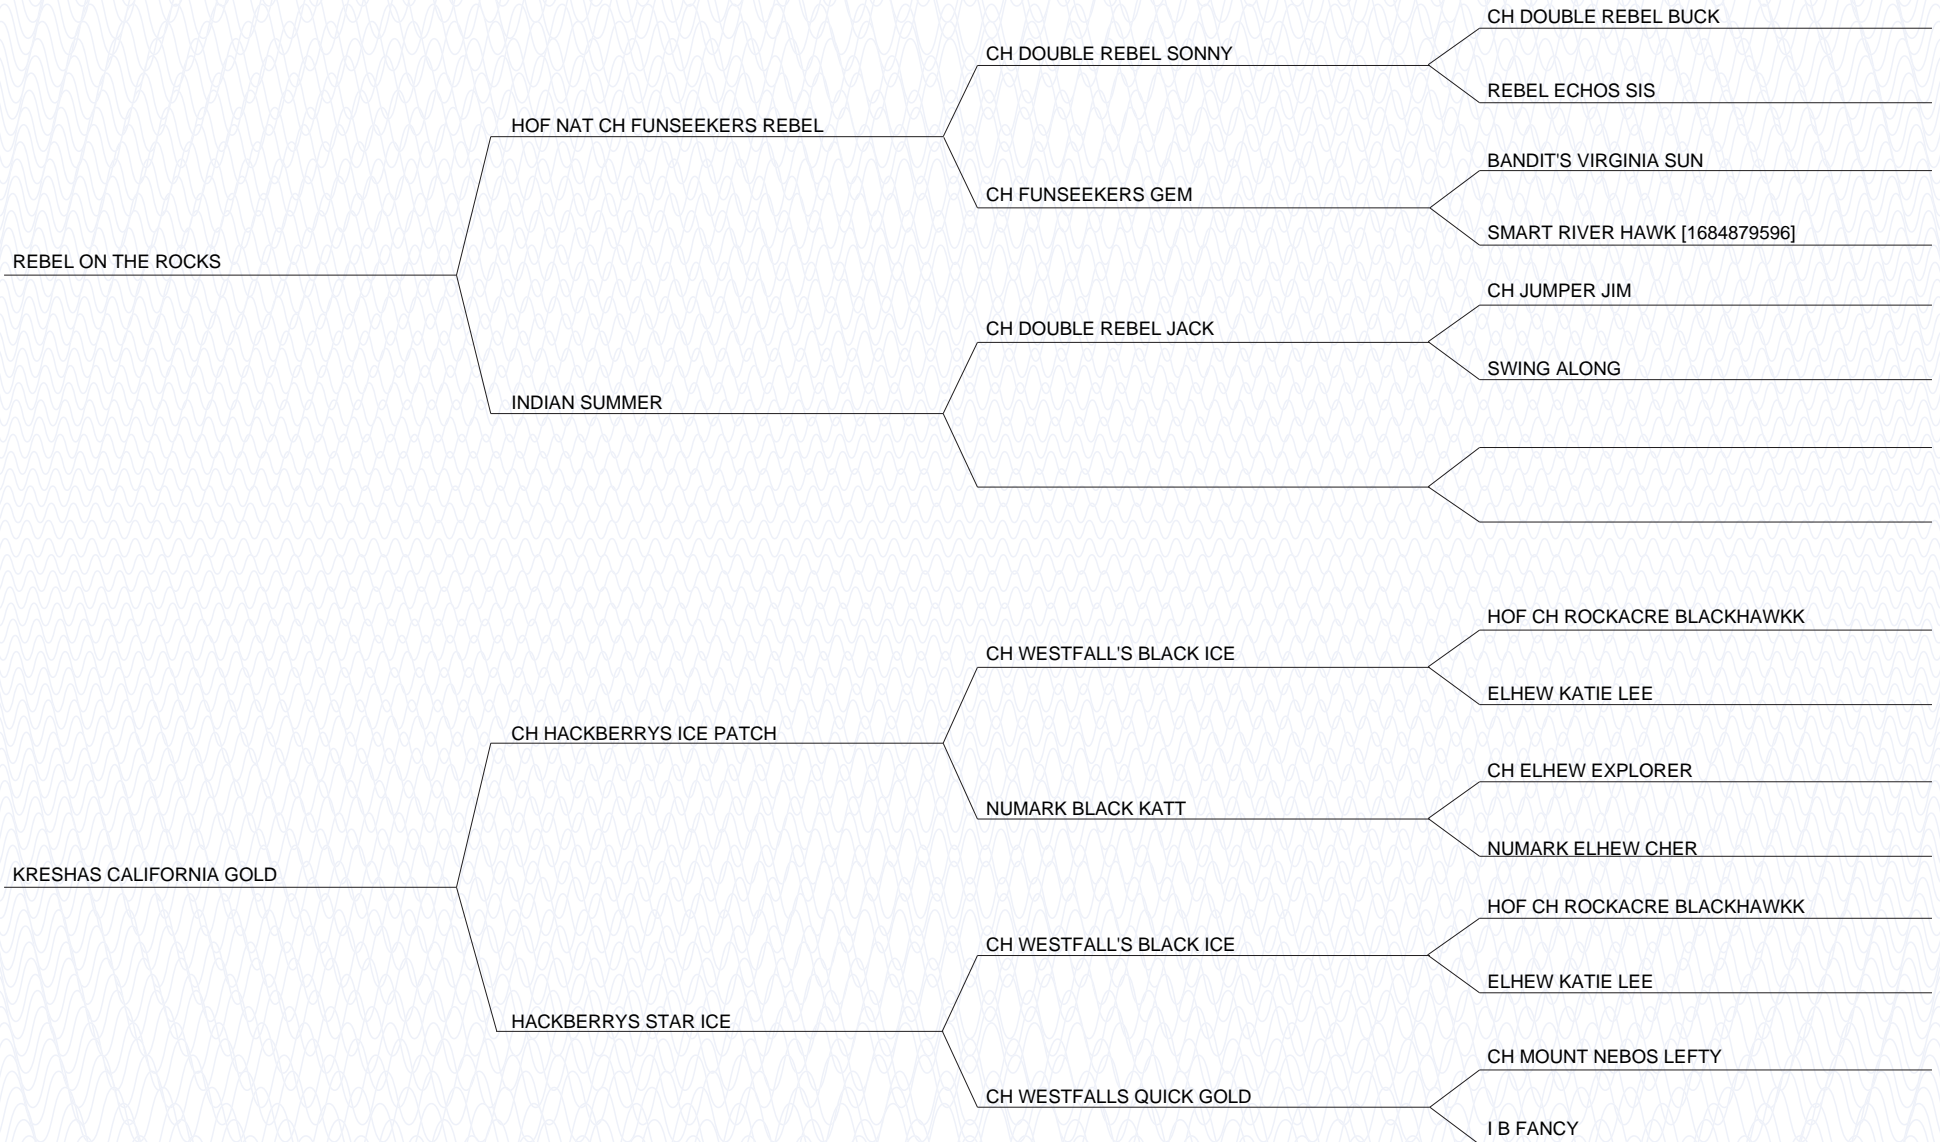 CH DOUBLE REBEL BUCK
CH DOUBLE REBEL SONNY
REBEL ECHOS SIS
HOF NAT CH FUNSEEKERS REBEL
BANDIT'S VIRGINIA SUN
CH FUNSEEKERS GEM
SMART RIVER HAWK [1684879596]
REBEL ON THE ROCKS
CH JUMPER JIM
CH DOUBLE REBEL JACK
SWING ALONG
INDIAN SUMMER
HOF CH ROCKACRE BLACKHAWKK
CH WESTFALL'S BLACK ICE
ELHEW KATIE LEE
CH HACKBERRYS ICE PATCH
CH ELHEW EXPLORER
NUMARK BLACK KATT
NUMARK ELHEW CHER
KRESHAS CALIFORNIA GOLD
HOF CH ROCKACRE BLACKHAWKK
CH WESTFALL'S BLACK ICE
ELHEW KATIE LEE
HACKBERRYS STAR ICE
CH MOUNT NEBOS LEFTY
CH WESTFALLS QUICK GOLD
I B FANCY